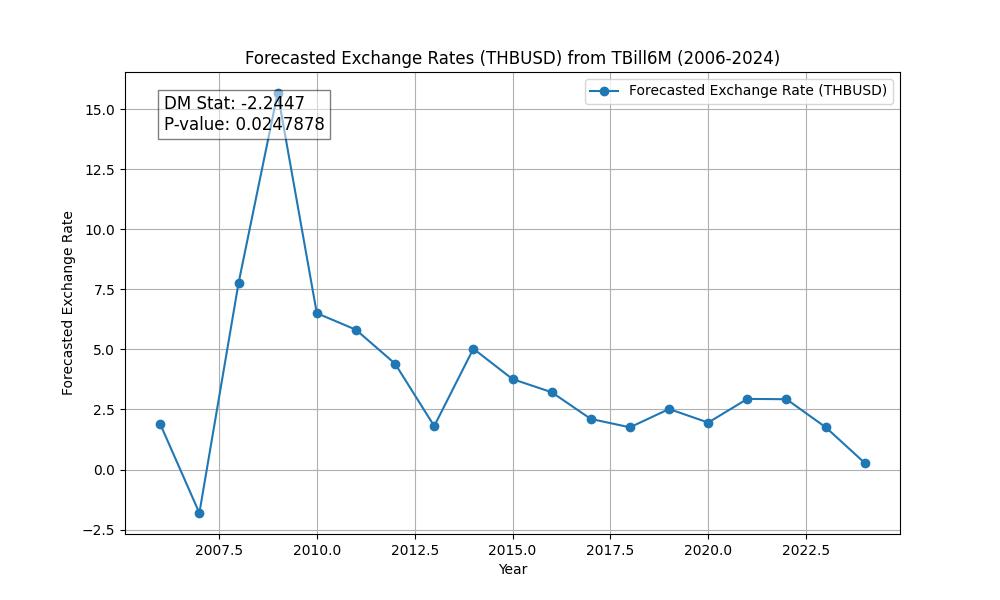 Forecasted Exchange Rates (THBUSD) from TBill6M (2006-2024)
DM Stat: -2.2447
P-value: 0.0247878
Forecasted Exchange Rate (THBUSD)
Forecasted Exchange Rate
15.0
12.5
10.0
7.5
5.0
2.5
0.0
−2.5
2007.5 2010.0 2012.5 2015.0 2017.5 2020.0 2022.5
Year